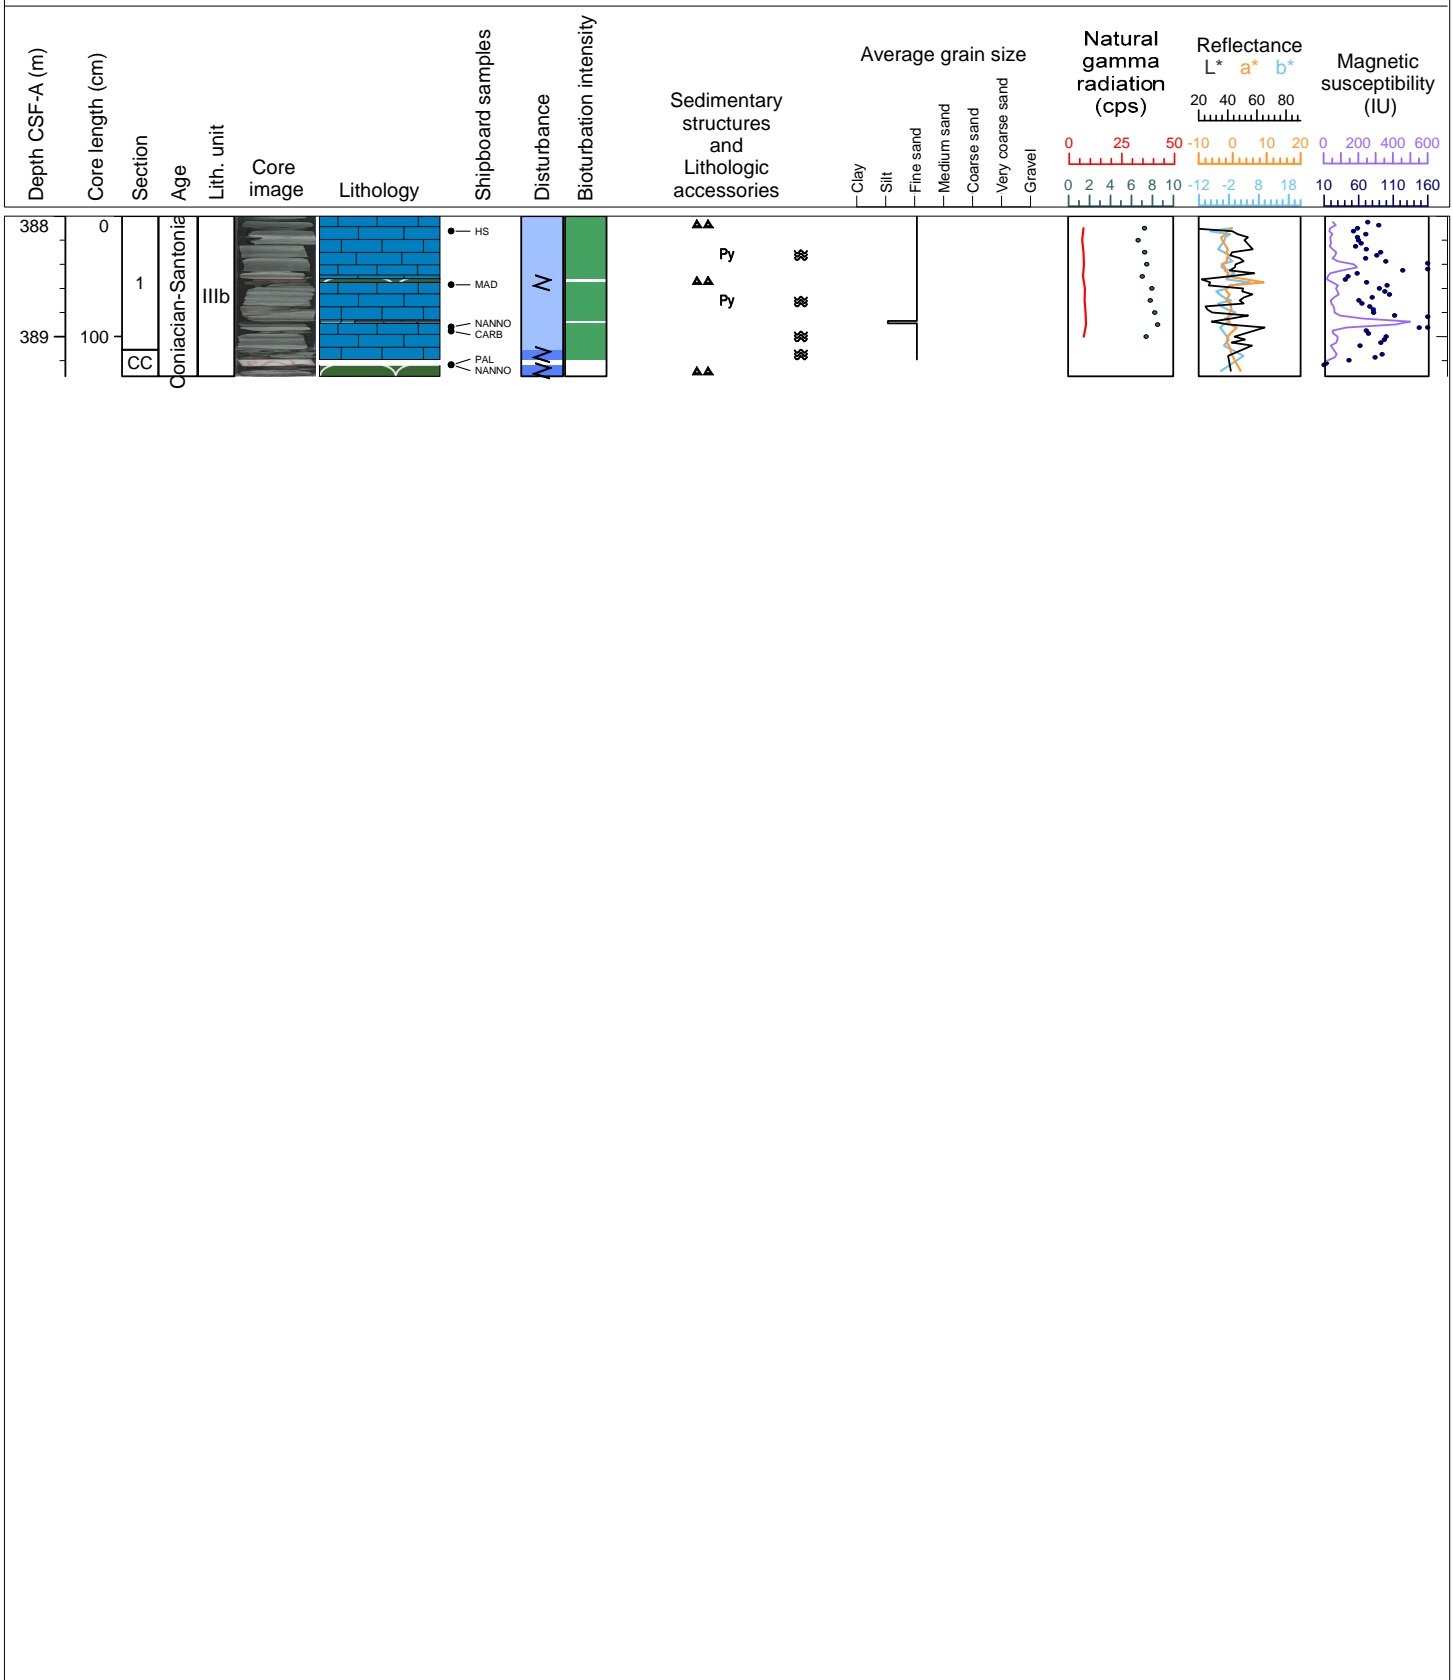 Depth CSF-A (m)
Core length (cm)
Section
Age
Lith. unit
Core
image
Lithology
Shipboard samples
Disturbance
Bioturbation intensity
Sedimentary
structures
and
Lithologic
accessories
Average grain size
Clay
Silt
Fine sand
Medium sand
Coarse sand
Very coarse sand
Gravel
Natural
gamma
radiation
(cps)
0 25 50
0 2 4 6 8 10
Reflectance
L* a* b*
20 40 60 80
-10 0 10 20
-12 -2 8 18
Magnetic
susceptibility
(IU)
0 200 400 600
10 60 110 160
388
389
0
100
1
CC
Coniacian-Santonia
IIIb
HS
MAD
NANNO
CARB
PAL
NANNO
Py
Py